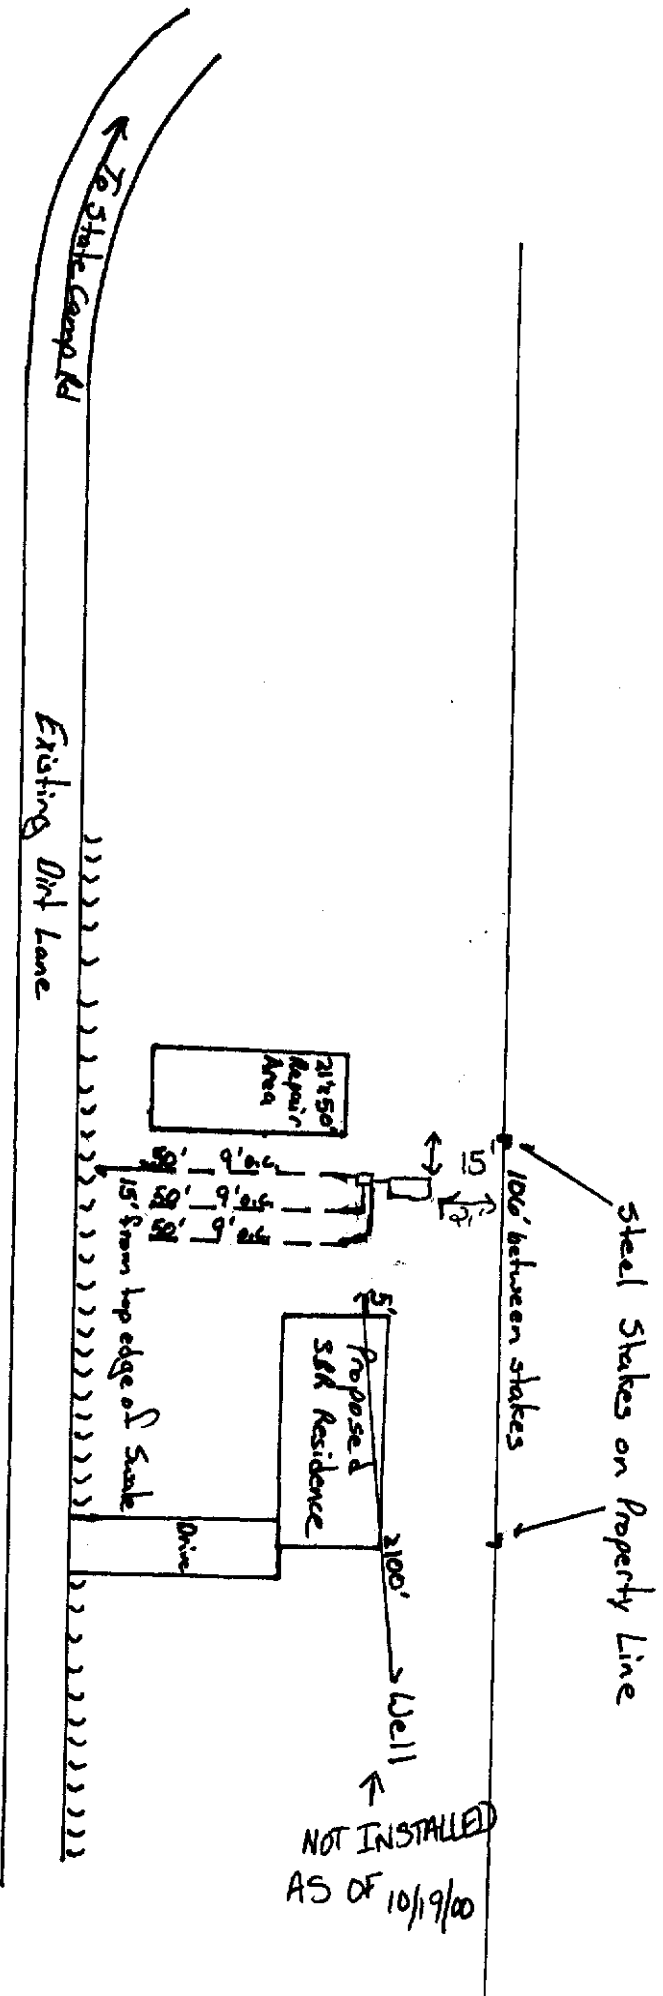 To State Camp Rd
Existing Dirt Lane
Steel Stakes on Property Line
106' between stakes
15'
21'x50'
Repair
Area
50' 9' o.c.
50' 9' o.c.
50' 9' o.c.
15' from top edge of Swale
5'
Proposed
3BR Residence
Drive
≥100'
Well
NOT INSTALLED
AS OF 10/19/00